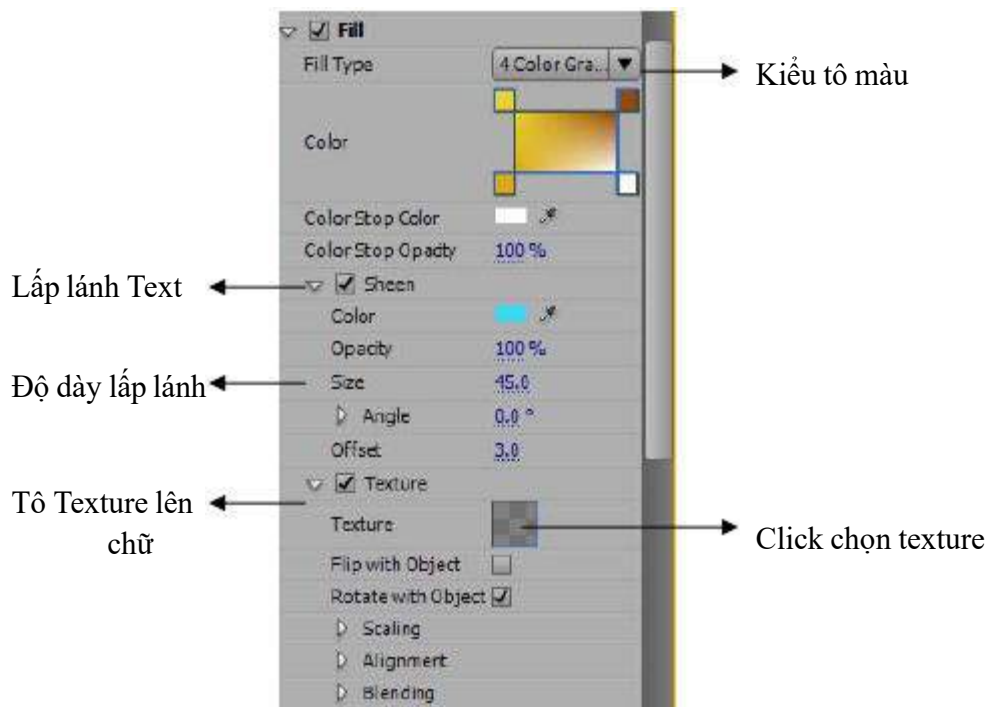 Fill
Fill Type 4 Color Gra... Kiểu tô màu
Color
Color Stop Color
Color Stop Opacity 100 %
Lấp lánh Text Sheen
Color
Opacity 100 %
Độ dày lấp lánh Size 45.0
Angle 0.0 °
Offset 3.0
Tô Texture lên Texture
chữ Texture Click chọn texture
Flip with Object
Rotate with Object
Scaling
Alignment
Blending